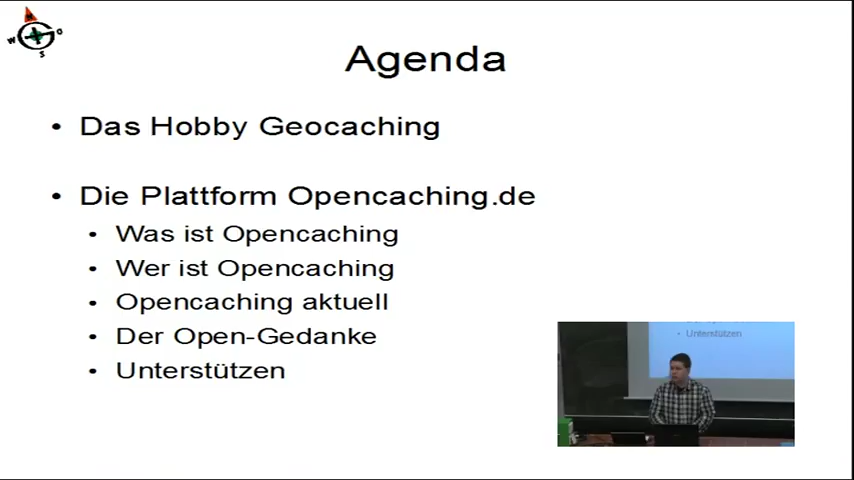 W O
S
Agenda
• Das Hobby Geocaching
• Die Plattform Opencaching.de
• Was ist Opencaching
• Wer ist Opencaching
• Opencaching aktuell
• Der Open-Gedanke
• Unterstützen
• Unterstützen